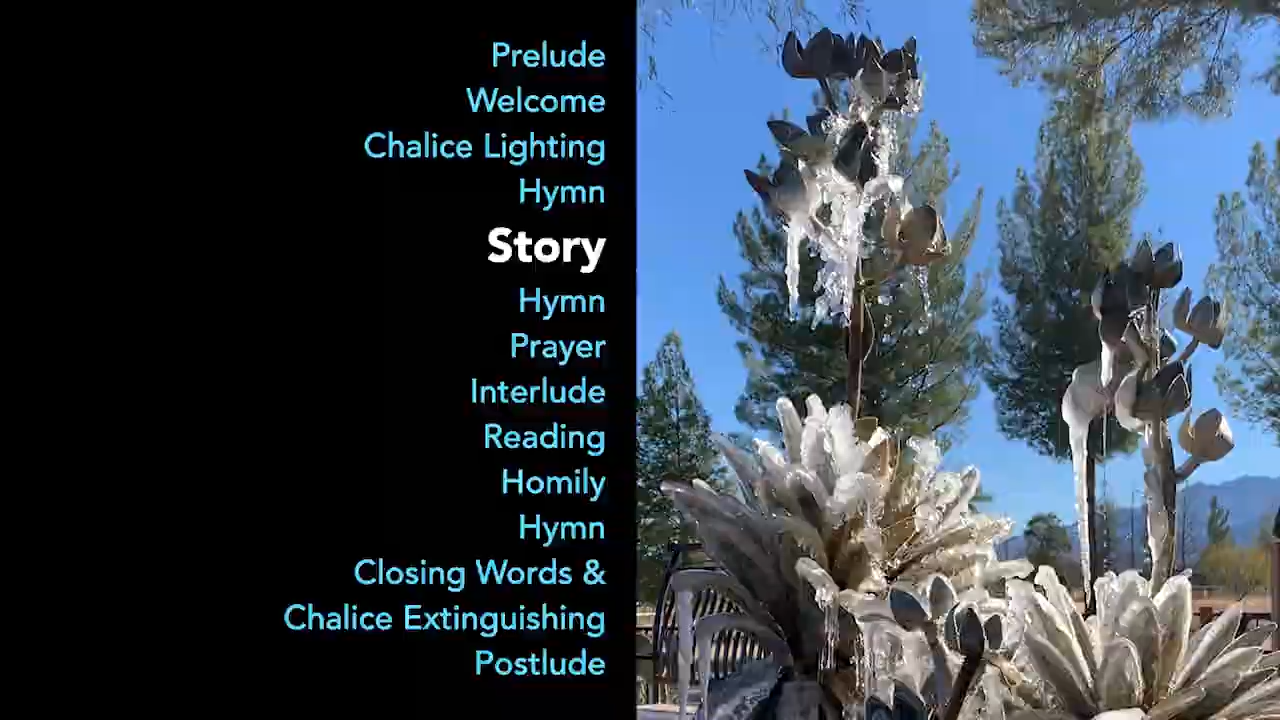 Prelude
Welcome
Chalice Lighting
Hymn
Story
Hymn
Prayer
Interlude
Reading
Homily
Hymn
Closing Words &
Chalice Extinguishing
Postlude